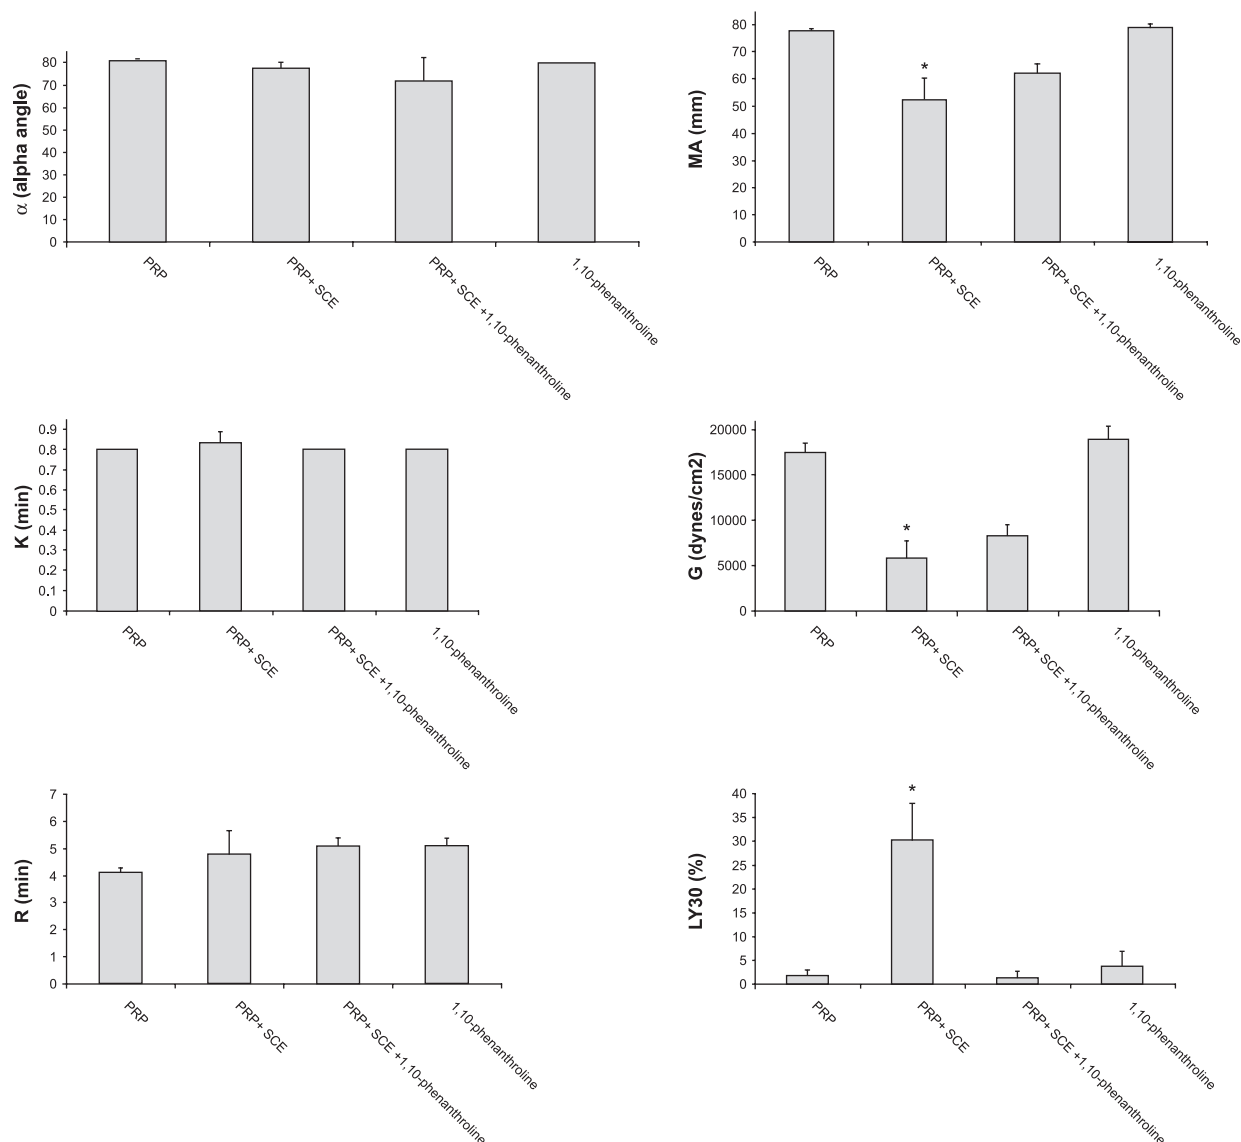 α (alpha angle)
80
70
60
50
40
30
20
10
0
PRP
PRP+ SCE
PRP+ SCE +1,10-phenanthroline
1,10-phenanthroline
MA (mm)
80
70
60
50
40
30
20
10
0
*
PRP
PRP+ SCE
PRP+ SCE +1,10-phenanthroline
1,10-phenanthroline
K (min)
0.9
0.8
0.7
0.6
0.5
0.4
0.3
0.2
0.1
0
PRP
PRP+ SCE
PRP+ SCE +1,10-phenanthroline
1,10-phenanthroline
G (dynes/cm2)
20000
15000
10000
5000
0
*
PRP
PRP+ SCE
PRP+ SCE +1,10-phenanthroline
1,10-phenanthroline
R (min)
7
6
5
4
3
2
1
0
PRP
PRP+ SCE
PRP+ SCE +1,10-phenanthroline
1,10-phenanthroline
LY30 (%)
40
35
30
25
20
15
10
5
0
*
PRP
PRP+ SCE
PRP+ SCE +1,10-phenanthroline
1,10-phenanthroline